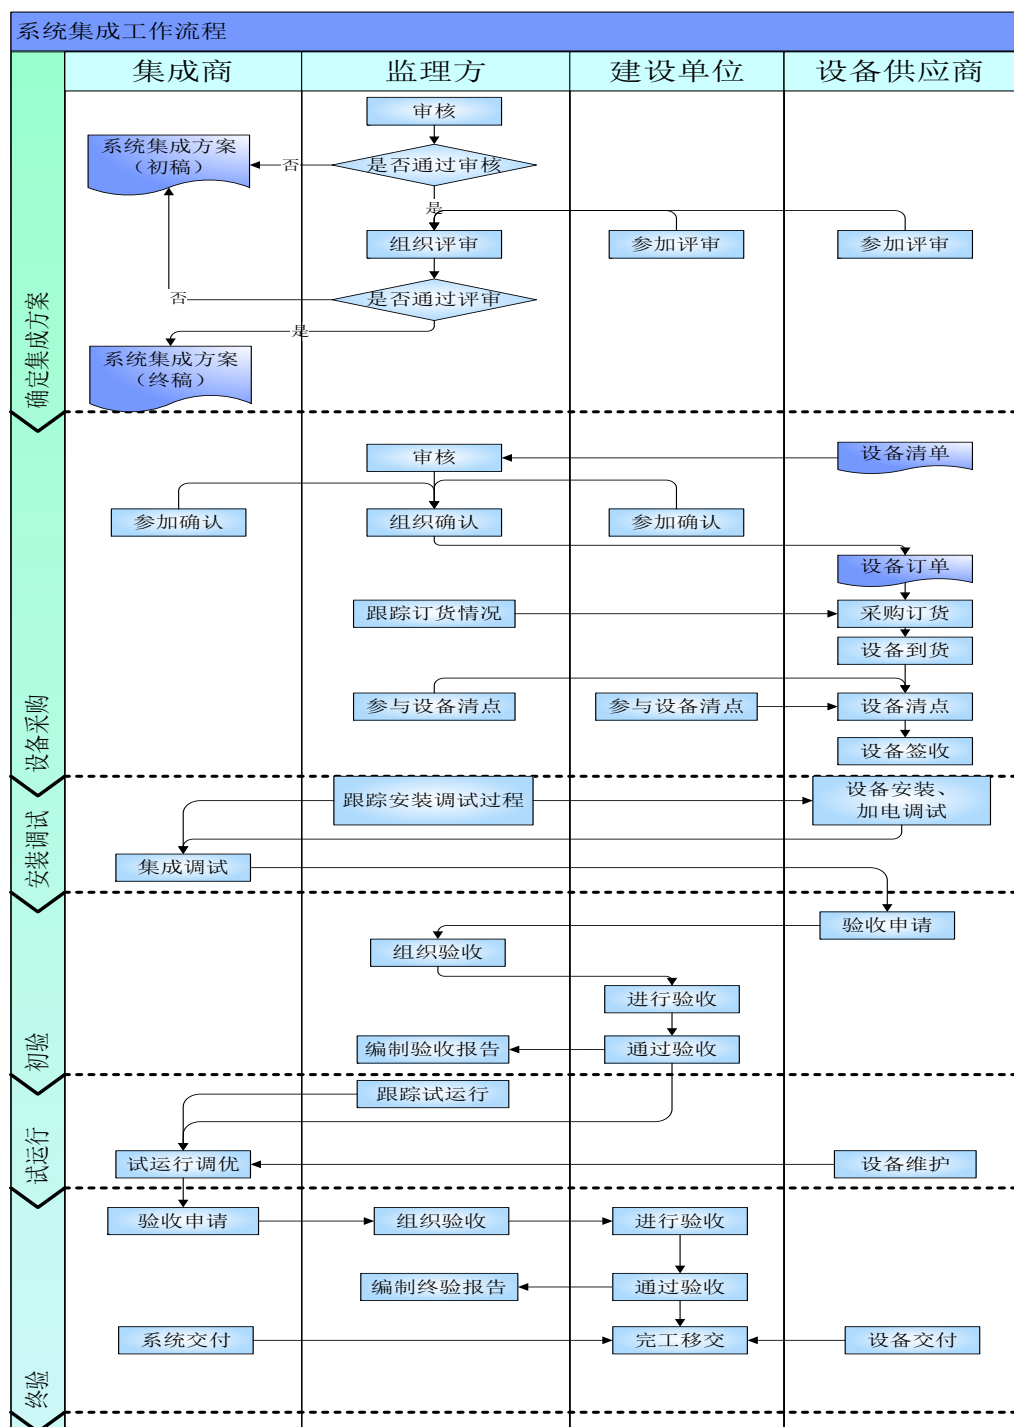 系统集成工作流程
集成商
监理方
建设单位
设备供应商
确定集成方案
审核
系统集成方案
（初稿）
否
是否通过审核
是
组织评审
参加评审
参加评审
否
是否通过评审
是
系统集成方案
（终稿）
设备采购
审核
设备清单
参加确认
组织确认
参加确认
设备订单
跟踪订货情况
采购订货
设备到货
参与设备清点
参与设备清点
设备清点
设备签收
安装调试
跟踪安装调试过程
设备安装、
加电调试
集成调试
初验
验收申请
组织验收
进行验收
编制验收报告
通过验收
试运行
跟踪试运行
试运行调优
设备维护
终验
验收申请
组织验收
进行验收
编制终验报告
通过验收
系统交付
完工移交
设备交付